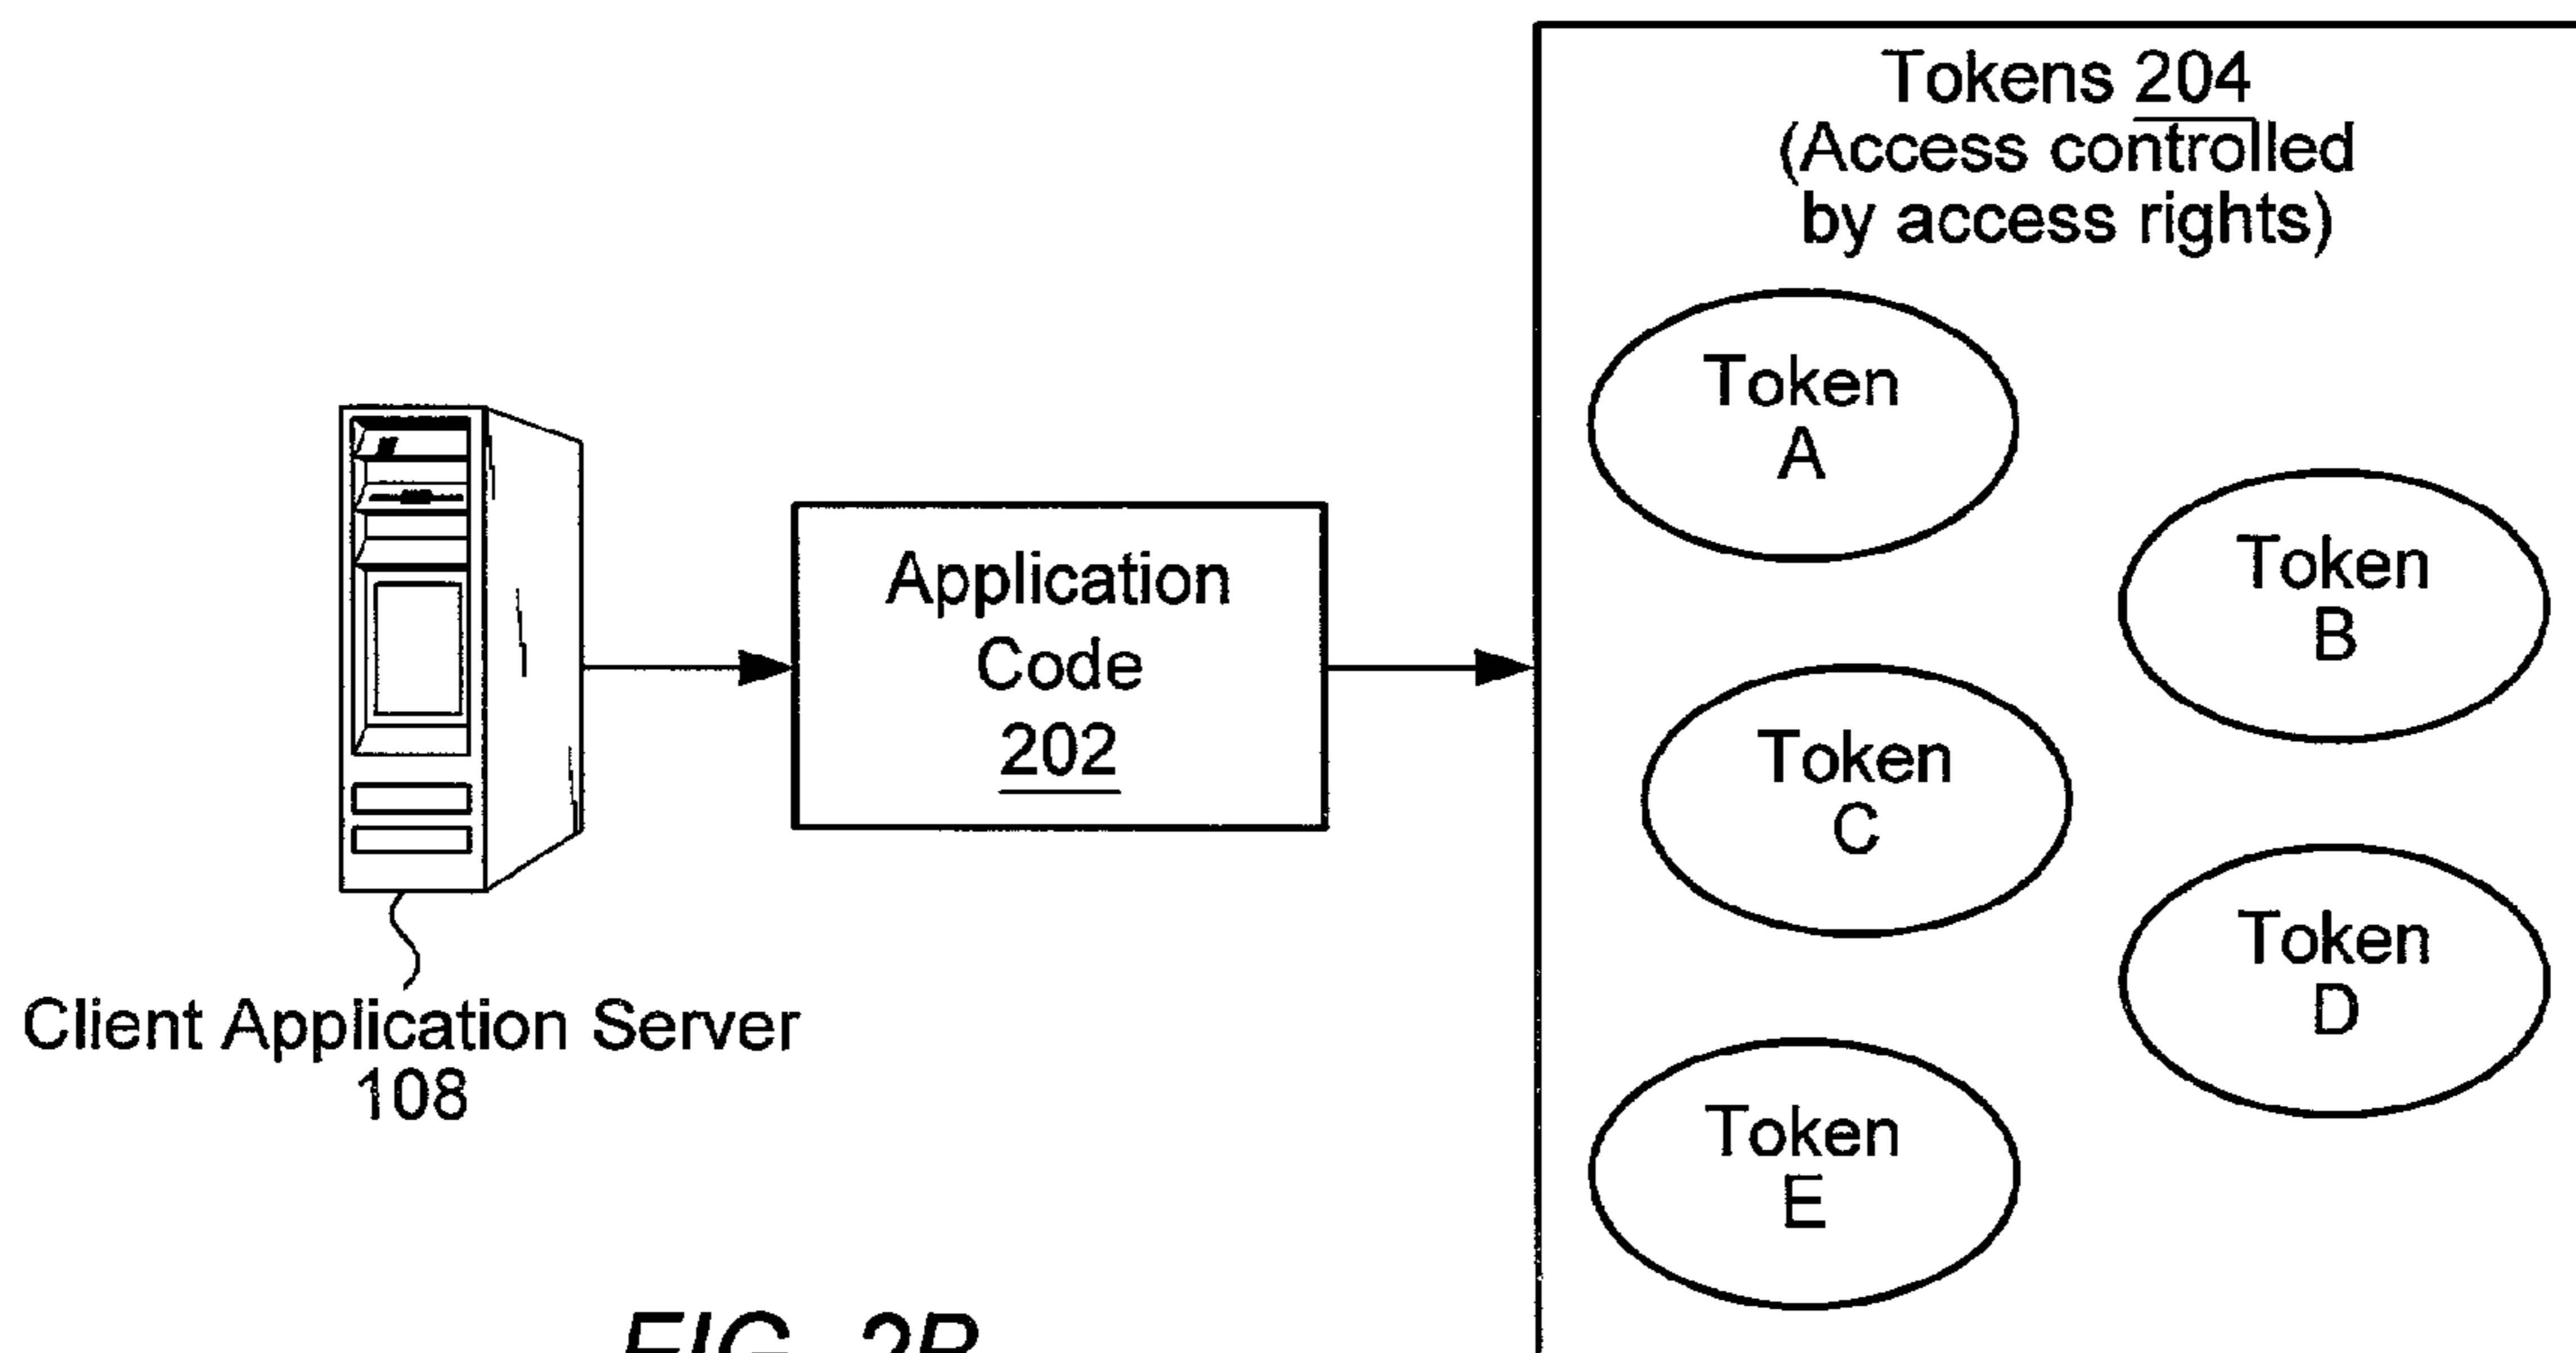 Tokens 204
(Access controlled
by access rights)
Token
A
Token
B
Application
Code
202
Token
C
Token
D
Client Application Server
108
Token
E